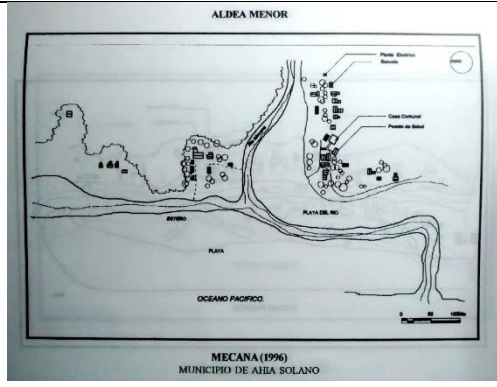 ALDEA MENOR
Planta Electrica
Escuela
Casa Comunal
Puesto de Salud
ESTERO
PLAYA DEL RIO
PLAYA
OCEANO PACIFICO.
MECANA (1996)
MUNICIPIO DE AHIA SOLANO